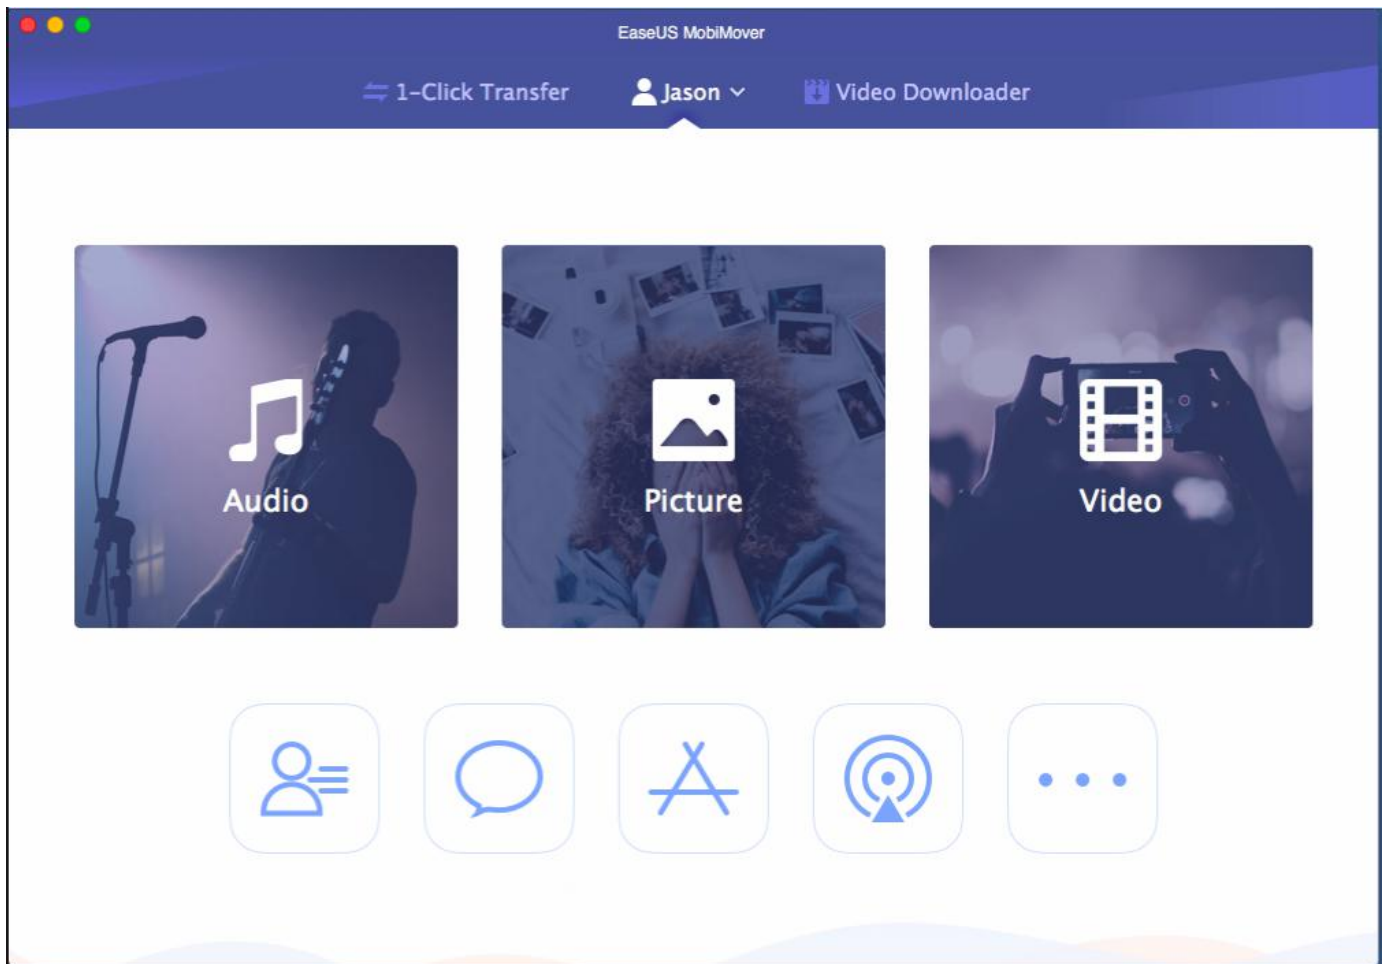 EaseUS MobiMover
1-Click Transfer
Jason
Video Downloader
Audio
Picture
Video